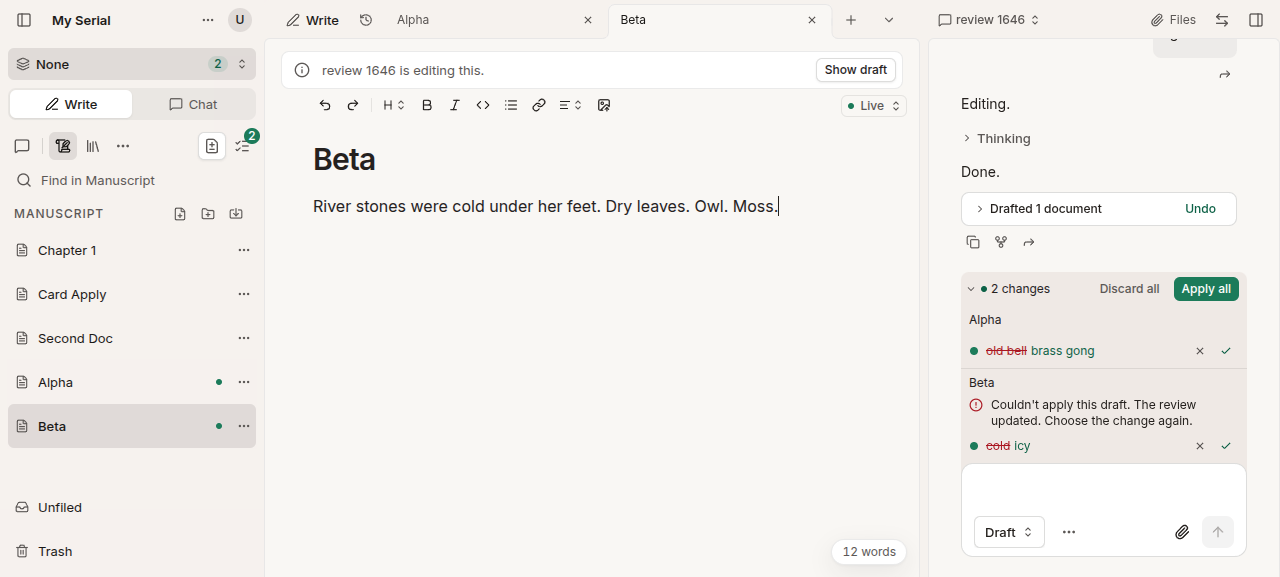 My Serial
U
Write
Alpha
Beta
review 1646
Files
None
2
review 1646 is editing this.
Show draft
Write
Chat
H
B
I
Live
Editing.
Thinking
2
Beta
Done.
Find in Manuscript
River stones were cold under her feet. Dry leaves. Owl. Moss.
Drafted 1 document
Undo
MANUSCRIPT
Chapter 1
Card Apply
2 changes
Discard all
Apply all
Alpha
Second Doc
old bell brass gong
Alpha
Beta
Couldn't apply this draft. The review
updated. Choose the change again.
Beta
cold icy
Unfiled
Draft
Trash
12 words